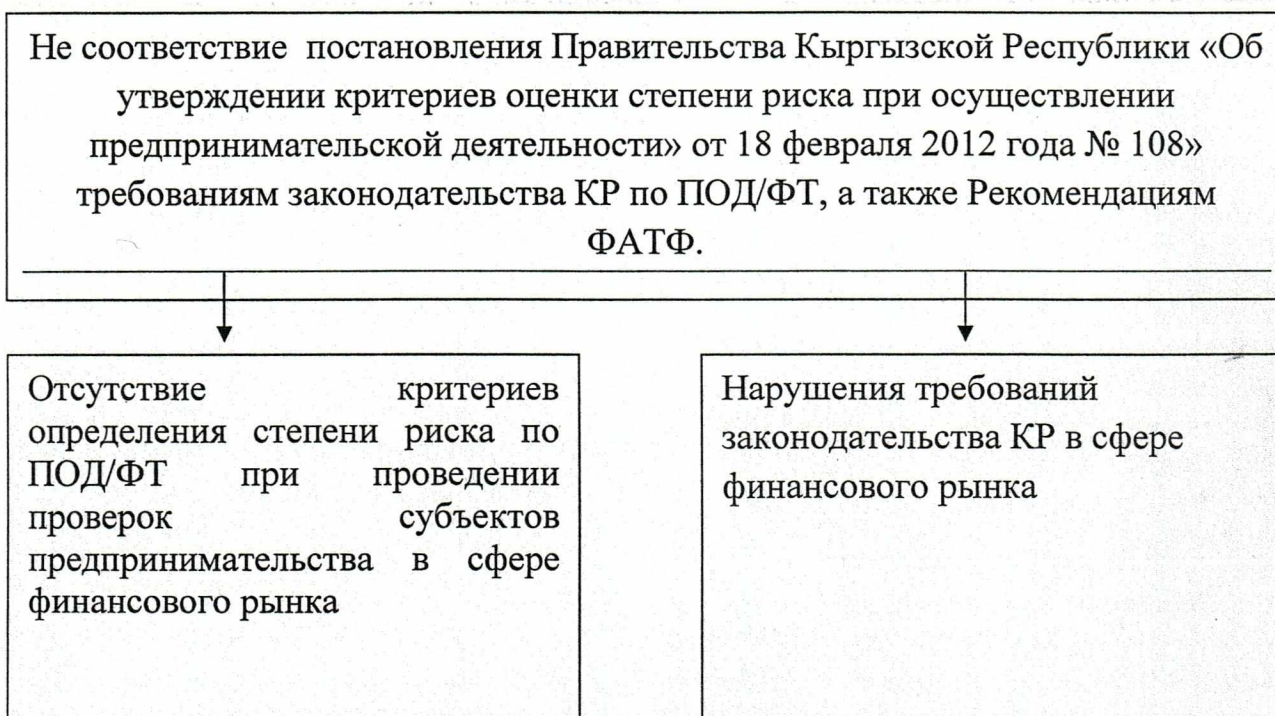 Не соответствие постановления Правительства Кыргызской Республики «Об
утверждении критериев оценки степени риска при осуществлении
предпринимательской деятельности» от 18 февраля 2012 года № 108»
требованиям законодательства КР по ПОД/ФТ, а также Рекомендациям
ФАТФ.
Отсутствие критериев
определения степени риска по
ПОД/ФТ при проведении
проверок субъектов
предпринимательства в сфере
финансового рынка
Нарушения требований
законодательства КР в сфере
финансового рынка